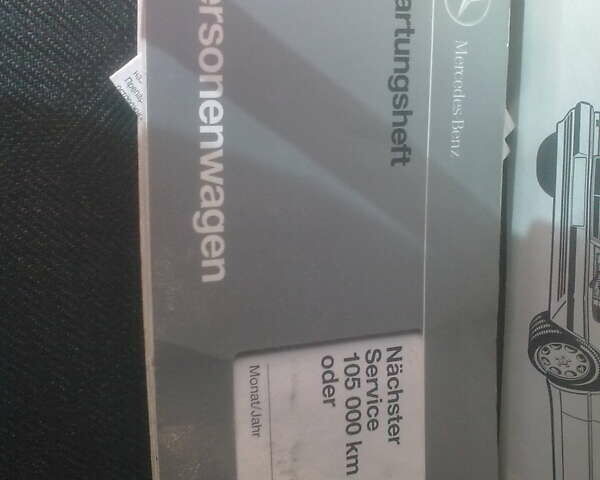 Mercedes-Benz
artungsheft
ersonenwagen
Nächster
Service
105 000 km
oder
Monat/Jahr